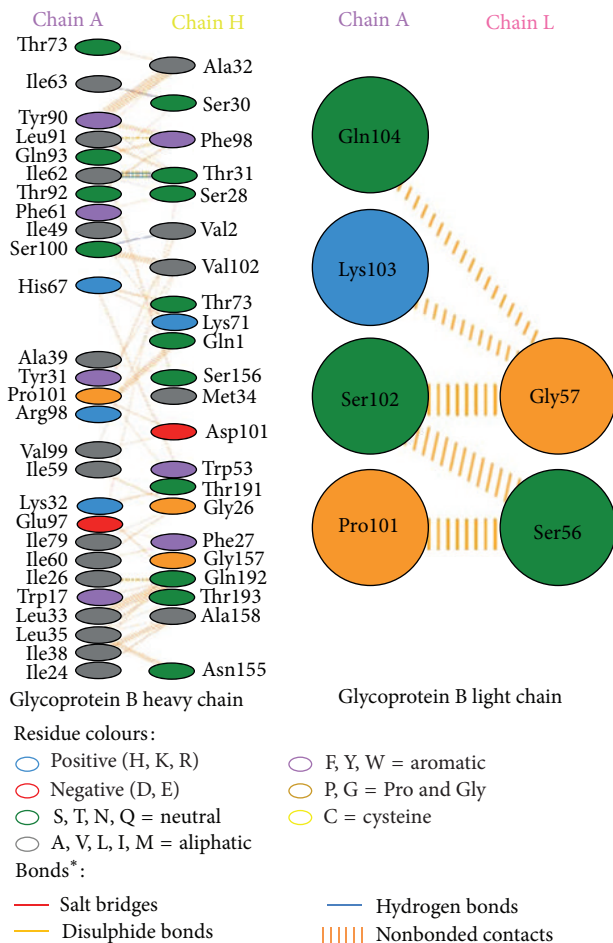 Chain A Chain H
Thr73
Ile63
Tyr90
Leu91
Gln93
Ile62
Thr92
Phe61
Ile49
Ser100
His67
Ala39
Tyr31
Pro101
Arg98
Val99
Ile59
Lys32
Glu97
Ile79
Ile60
Ile26
Trp17
Leu33
Leu35
Ile38
Ile24
Ala32
Ser30
Phe98
Thr31
Ser28
Val2
Val102
Thr73
Lys71
Gln1
Ser156
Met34
Asp101
Trp53
Thr191
Gly26
Phe27
Gly157
Gln192
Thr193
Ala158
Asn155
Glycoprotein B heavy chain
Chain A Chain L
Gln104
Lys103
Ser102
Pro101
Gly57
Ser56
Glycoprotein B light chain
Residue colours:
Positive (H, K, R)
Negative (D, E)
S, T, N, Q = neutral
A, V, L, I, M = aliphatic
F, Y, W = aromatic
P, G = Pro and Gly
C = cysteine
Bonds*:
Salt bridges
Disulphide bonds
Hydrogen bonds
Nonbonded contacts